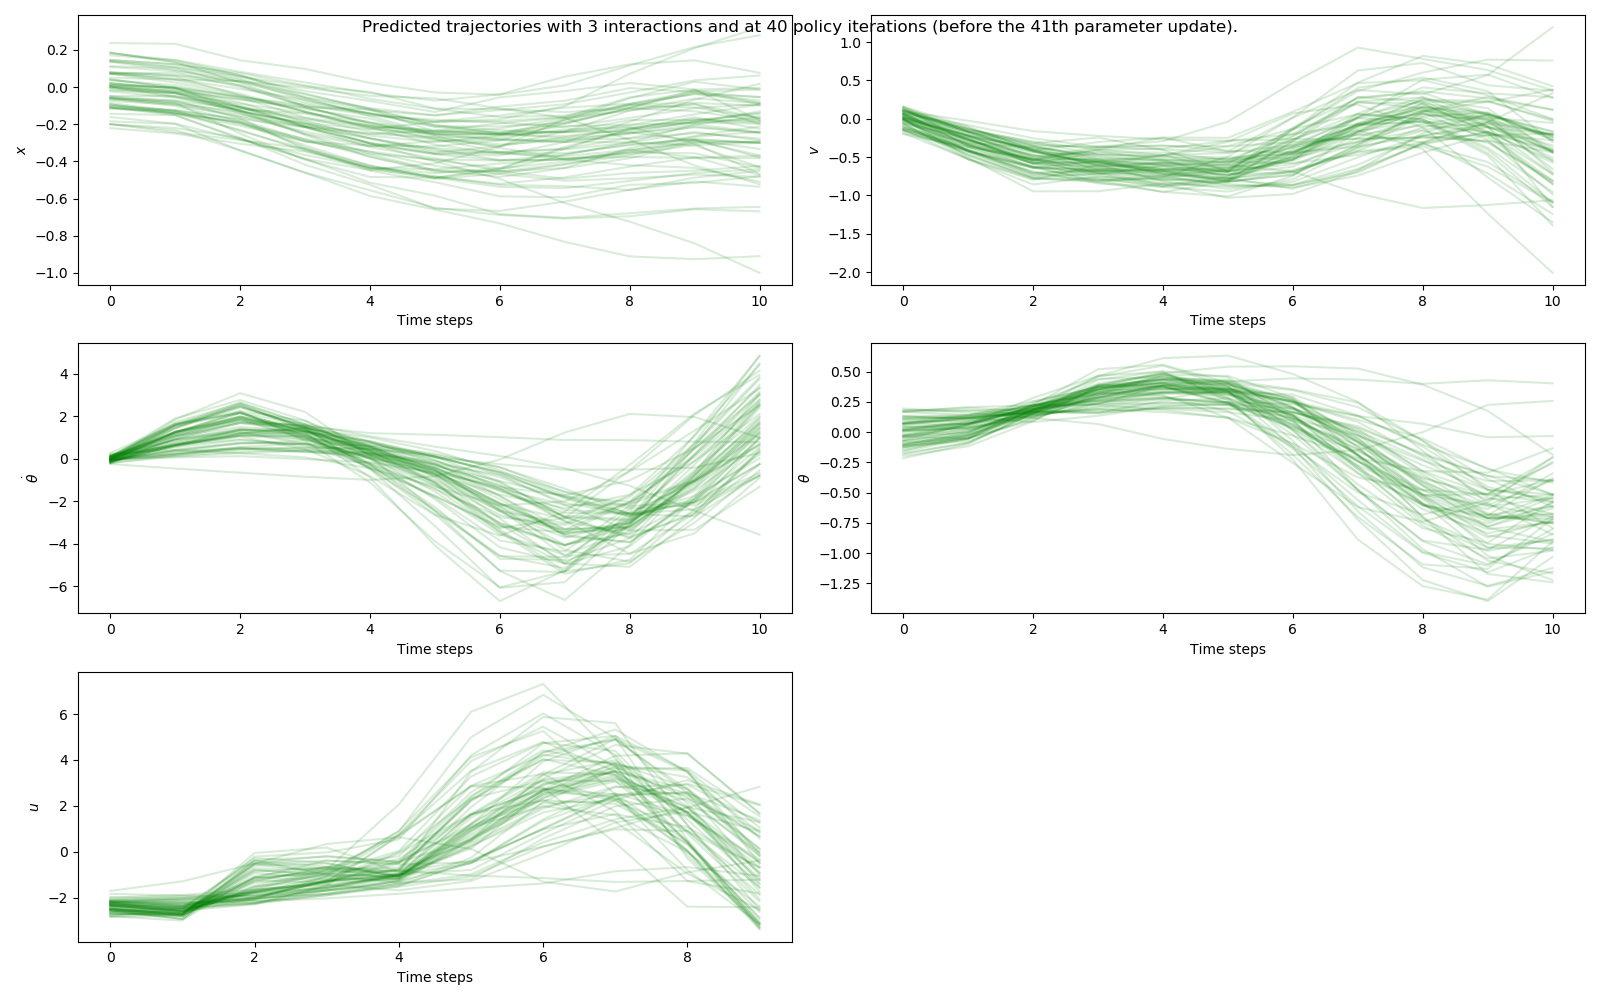 Predicted trajectories with 3 interactions and at 40 policy iterations (before the 41th parameter update).
0.2
0.0
−0.2
−0.4
−0.6
−0.8
−1.0
x
0 2 4 6 8 10
Time steps
1.0
0.5
0.0
−0.5
−1.0
−1.5
−2.0
v
0 2 4 6 8 10
Time steps
4
2
0
−2
−4
−6
θ̇
0 2 4 6 8 10
Time steps
0.50
0.25
0.00
−0.25
−0.50
−0.75
−1.00
−1.25
θ
0 2 4 6 8 10
Time steps
6
4
2
0
−2
u
0 2 4 6 8
Time steps